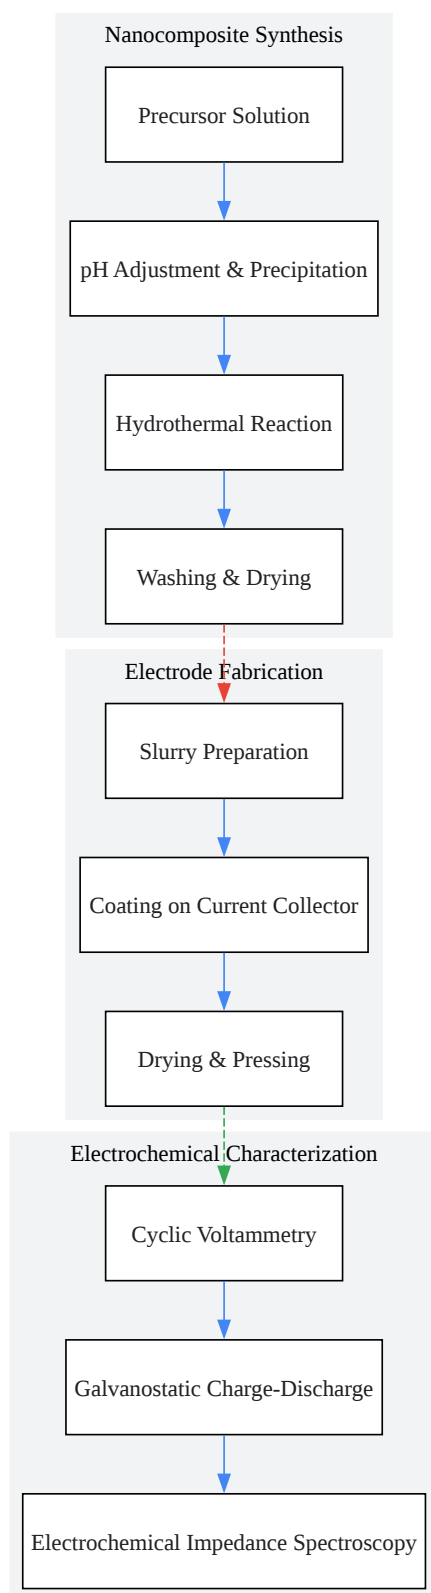 Nanocomposite Synthesis
Precursor Solution
pH Adjustment & Precipitation
Hydrothermal Reaction
Washing & Drying
Electrode Fabrication
Slurry Preparation
Coating on Current Collector
Drying & Pressing
Electrochemical Characterization
Cyclic Voltammetry
Galvanostatic Charge-Discharge
Electrochemical Impedance Spectroscopy